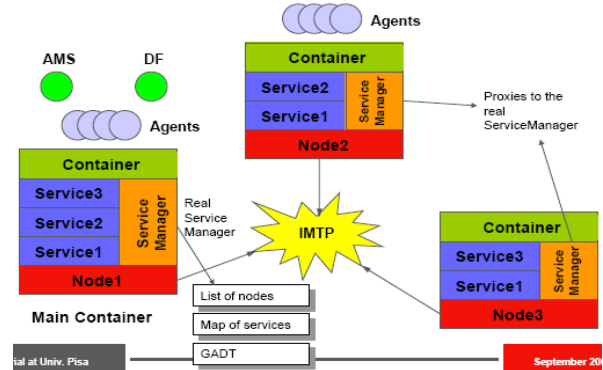 Agents
AMS
DF
Agents
Container
Service2
Service1
Service
Manager
Node2
Proxies to the
real
ServiceManager
Container
Service3
Service2
Service1
Service
Manager
Node1
Real
Service
Manager
IMTP
Container
Service3
Service1
Service
Manager
Node3
Main Container
List of nodes
Map of services
GADT
rial at Univ. Pisa
September 200